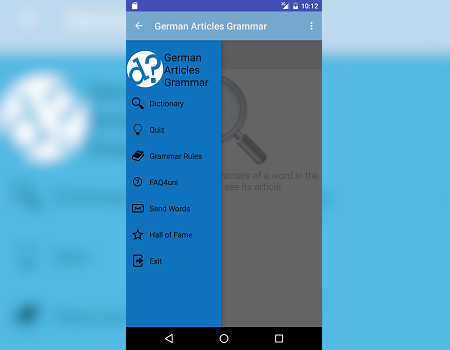 10:12
German Articles Grammar
German
Articles
Grammar
Dictionary
Quiz
Grammar Rules
FAQ4uni
Send Words
Hall of Fame
Exit
racters of a word in the
see its article.